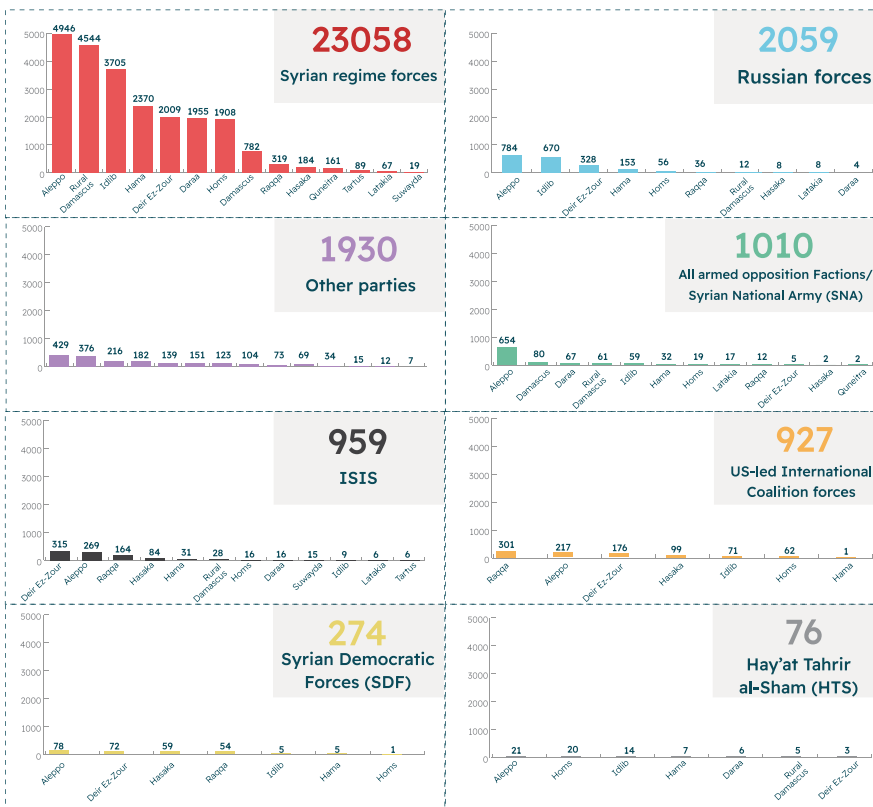 23058
Syrian regime forces
5000
4000
3000
2000
1000
0
4946
4544
3705
2370
2009
1955
1908
782
319
184
161
89
67
19
Aleppo
Rural
Damascus
Idlib
Hama
Deir Ez-Zour
Daraa
Homs
Damascus
Raqqa
Hasaka
Quneitra
Tartus
Latakia
Suwayda
2059
Russian forces
5000
4000
3000
2000
1000
0
784
670
328
153
56
36
12
8
8
4
Aleppo
Idlib
Deir Ez-Zour
Hama
Homs
Raqqa
Rural
Damascus
Hasaka
Latakia
Daraa
1930
Other parties
5000
4000
3000
2000
1000
0
429
376
216
182
139
151
123
104
73
69
34
15
12
7
1010
All armed opposition Factions/
Syrian National Army (SNA)
5000
4000
3000
2000
1000
0
654
80
67
61
59
32
19
17
12
5
2
2
Aleppo
Damascus
Daraa
Rural
Damascus
Idlib
Hama
Homs
Latakia
Raqqa
Deir Ez-Zour
Hasaka
Quneitra
959
ISIS
5000
4000
3000
2000
1000
0
315
269
164
84
31
28
16
16
15
9
6
6
Deir Ez-Zour
Aleppo
Raqqa
Hasaka
Hama
Rural
Damascus
Homs
Daraa
Suwayda
Idlib
Latakia
Tartus
927
US-led International
Coalition forces
5000
4000
3000
2000
1000
0
301
217
176
99
71
62
1
Raqqa
Aleppo
Deir Ez-Zour
Hasaka
Idlib
Homs
Hama
274
Syrian Democratic
Forces (SDF)
5000
4000
3000
2000
1000
0
78
72
59
54
5
5
1
Aleppo
Deir Ez-Zour
Hasaka
Raqqa
Idlib
Hama
Homs
76
Hay’at Tahrir
al-Sham (HTS)
5000
4000
3000
2000
1000
0
21
20
14
7
6
5
3
Aleppo
Homs
Idlib
Hama
Daraa
Rural
Damascus
Deir Ez-Zour